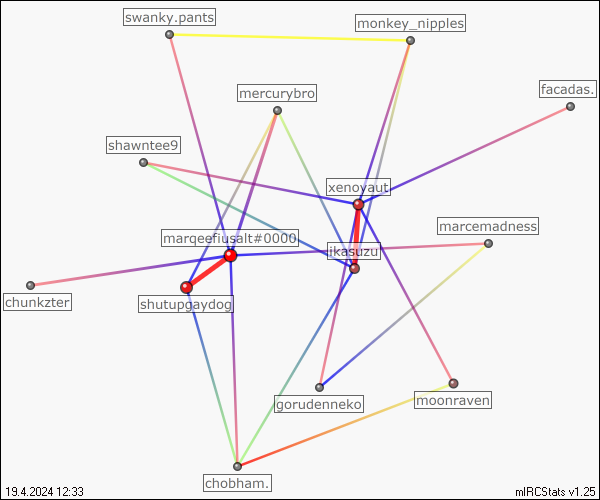 swanky.pants
monkey_nipples
facadas.
mercurybro
shawntee9
xenoyaut
marcemadness
marqeefiusalt#0000
ikasuzu
chunkzter
shutupgaydog
gorudenneko
moonraven
chobham.
19.4.2024 12:33
mIRCStats v1.25